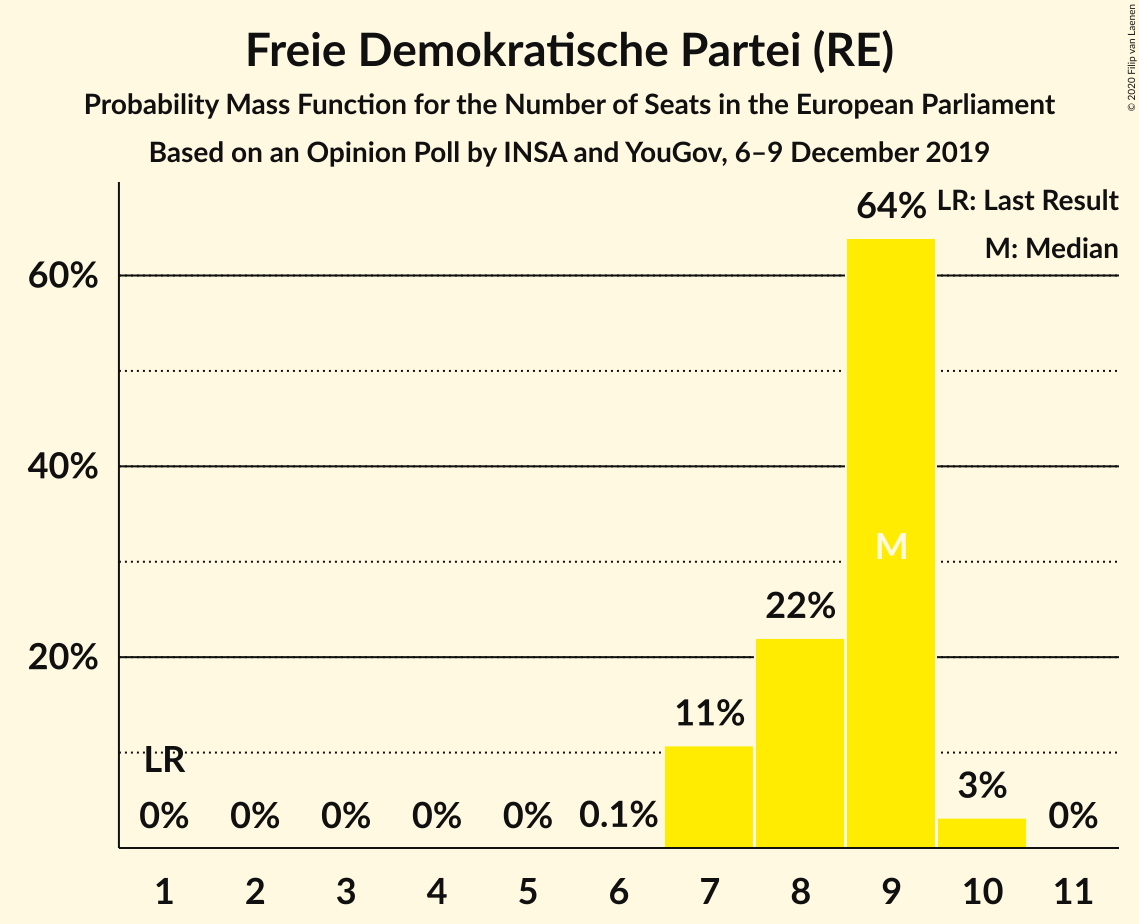 Freie Demokratische Partei (RE)
Probability Mass Function for the Number of Seats in the European Parliament
Based on an Opinion Poll by INSA and YouGov, 6–9 December 2019
© 2020 Filip van Laenen
LR: Last Result
M: Median
64%
60%
40%
M
22%
20%
11%
LR
3%
0% 0% 0% 0% 0% 0.1% 0%
1 2 3 4 5 6 7 8 9 10 11